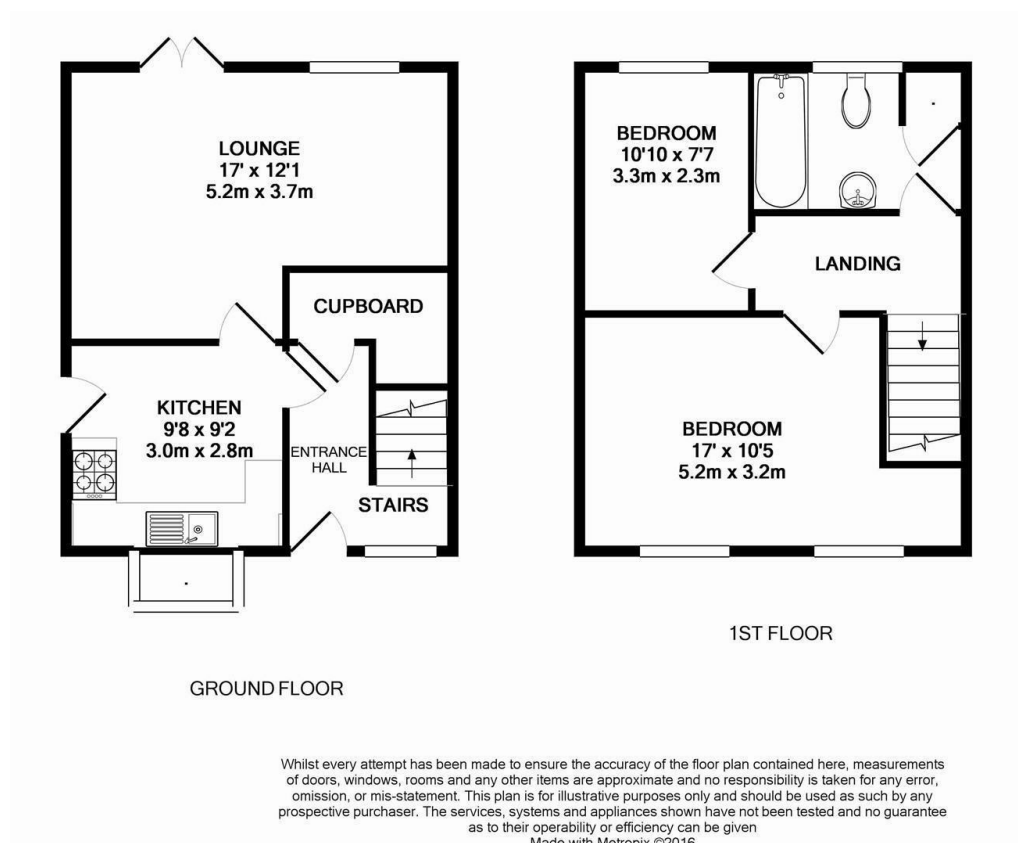 LOUNGE
17' x 12'1
5.2m x 3.7m
CUPBOARD
KITCHEN
9'8 x 9'2
3.0m x 2.8m
ENTRANCE
HALL
STAIRS
GROUND FLOOR
BEDROOM
10'10 x 7'7
3.3m x 2.3m
LANDING
BEDROOM
17' x 10'5
5.2m x 3.2m
1ST FLOOR
Whilst every attempt has been made to ensure the accuracy of the floor plan contained here, measurements
of doors, windows, rooms and any other items are approximate and no responsibility is taken for any error,
omission, or mis-statement. This plan is for illustrative purposes only and should be used as such by any
prospective purchaser. The services, systems and appliances shown have not been tested and no guarantee
as to their operability or efficiency can be given
Made with Metropix ©2016